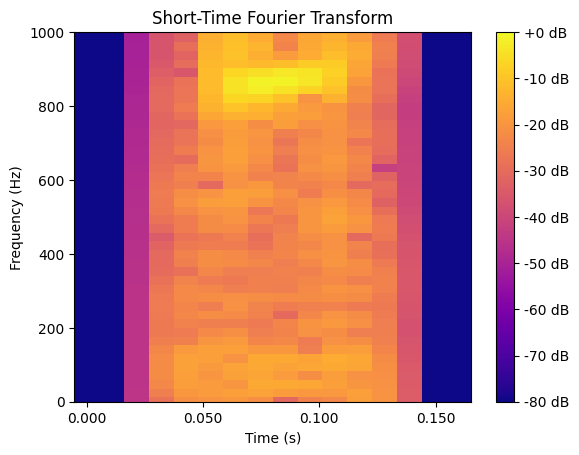 Short-Time Fourier Transform
1000
800
600
400
200
0
Frequency (Hz)
0.000
0.050
0.100
0.150
Time (s)
+0 dB
-10 dB
-20 dB
-30 dB
-40 dB
-50 dB
-60 dB
-70 dB
-80 dB